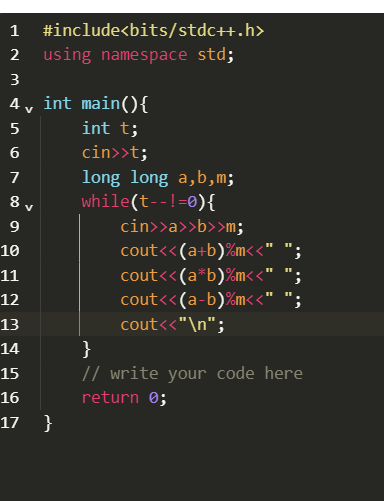 1 #include<bits/stdc++.h>
2 using namespace std;
3
4 int main(){
5 int t;
6 cin>>t;
7 long long a,b,m;
8 while(t--!=0){
9 cin>>a>>b>>m;
10 cout<<(a+b)%m<<" ";
11 cout<<(a*b)%m<<" ";
12 cout<<(a-b)%m<<" ";
13 cout<<"\n";
14 }
15 // write your code here
16 return 0;
17 }